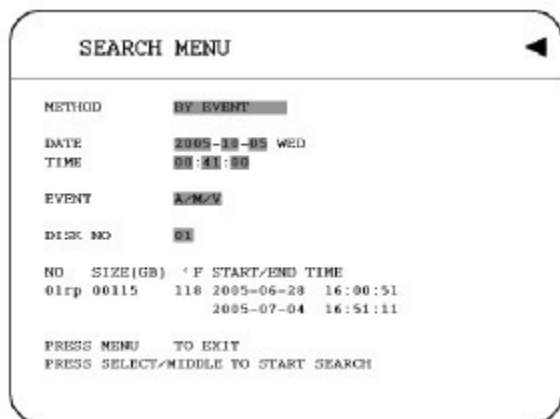 SEARCH MENU
METHOD BY EVENT
DATE 2005-10-05 WED
TIME 00:41:00
EVENT A/M/V
DISK NO 01
NO SIZE(GB) °F START/END TIME
01rp 00115 118 2005-06-28 16:00:51
2005-07-04 16:51:11
PRESS MENU TO EXIT
PRESS SELECT/MIDDLE TO START SEARCH